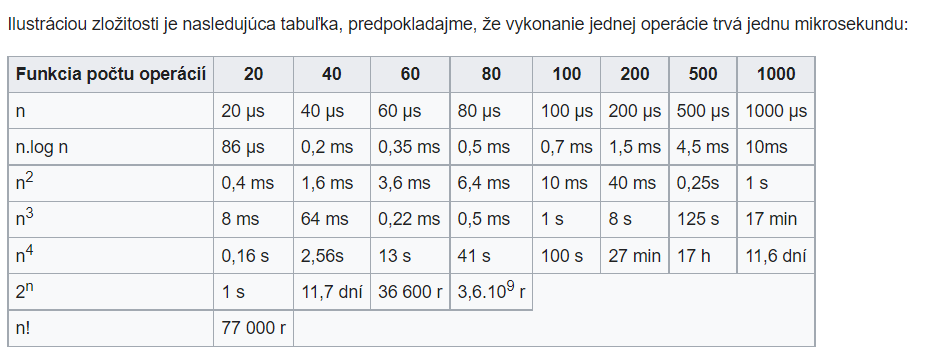 Ilustráciou zložitosti je nasledujúca tabuľka, predpokladajme, že vykonanie jednej operácie trvá jednu mikrosekundu:
Funkcia počtu operácií 20 40 60 80 100 200 500 1000
n 20 μs 40 μs 60 μs 80 μs 100 μs 200 μs 500 μs 1000 μs
n.log n 86 μs 0,2 ms 0,35 ms 0,5 ms 0,7 ms 1,5 ms 4,5 ms 10ms
n² 0,4 ms 1,6 ms 3,6 ms 6,4 ms 10 ms 40 ms 0,25s 1 s
n³ 8 ms 64 ms 0,22 ms 0,5 ms 1 s 8 s 125 s 17 min
n⁴ 0,16 s 2,56s 13 s 41 s 100 s 27 min 17 h 11,6 dní
2ⁿ 1 s 11,7 dní 36 600 r 3,6.10⁹ r
n! 77 000 r